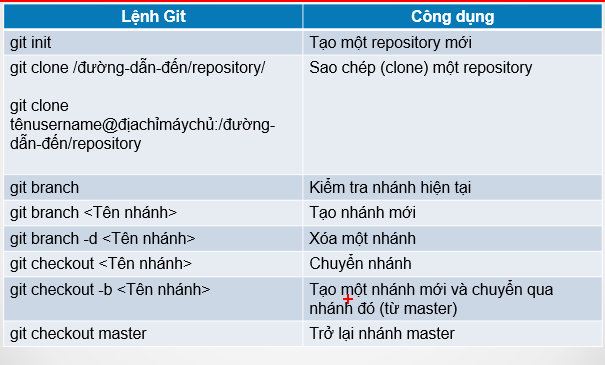 Lệnh Git
Công dụng
git init
Tạo một repository mới
git clone /đường-dẫn-đến/repository/
Sao chép (clone) một repository
git clone
tênusername@địachỉmáychủ:/đường-
dẫn-đến/repository
git branch
Kiểm tra nhánh hiện tại
git branch <Tên nhánh>
Tạo nhánh mới
git branch -d <Tên nhánh>
Xóa một nhánh
git checkout <Tên nhánh>
Chuyển nhánh
git checkout -b <Tên nhánh>
Tạo một nhánh mới và chuyển qua
nhánh đó (từ master)
git checkout master
Trở lại nhánh master